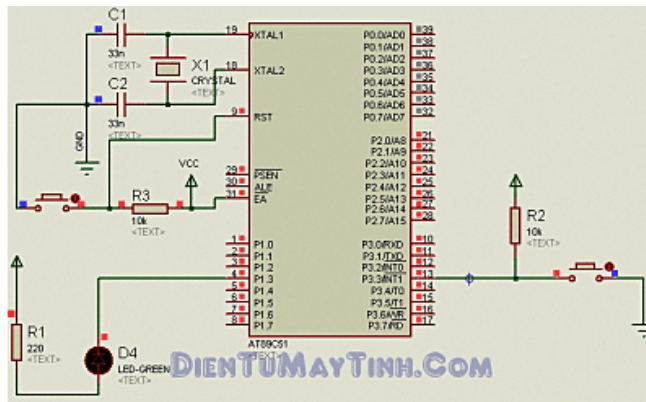 C1
33n
<TEXT>
X1
CRYSTAL
<TEXT>
C2
33n
<TEXT>
GND
VCC
R3
10k
<TEXT>
R1
220
<TEXT>
D4
LED-GREEN
<TEXT>
19 XTAL1
18 XTAL2
9 RST
29 PSEN
30 ALE
31 EA
1 P1.0
2 P1.1
3 P1.2
4 P1.3
5 P1.4
6 P1.5
7 P1.6
8 P1.7
P0.0/AD0 39
P0.1/AD1 38
P0.2/AD2 37
P0.3/AD3 36
P0.4/AD4 35
P0.5/AD5 34
P0.6/AD6 33
P0.7/AD7 32
P2.0/A8 21
P2.1/A9 22
P2.2/A10 23
P2.3/A11 24
P2.4/A12 25
P2.5/A13 26
P2.6/A14 27
P2.7/A15 28
P3.0/RXD 10
P3.1/TXD 11
P3.2/INT0 12
P3.3/INT1 13
P3.4/T0 14
P3.5/T1 15
P3.6/WR 16
P3.7/RD 17
AT89C51
<TEXT>
R2
10k
<TEXT>
DIENTUMAYTINH.COM